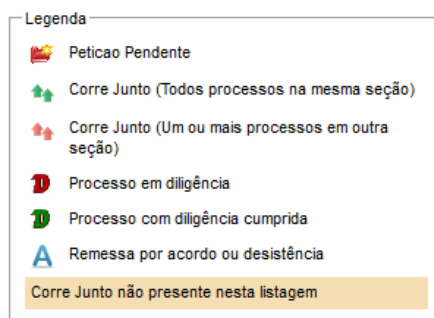 Legenda
Peticao Pendente
Corre Junto (Todos processos na mesma seção)
Corre Junto (Um ou mais processos em outra
seção)
D Processo em diligência
D Processo com diligência cumprida
A Remessa por acordo ou desistência
Corre Junto não presente nesta listagem